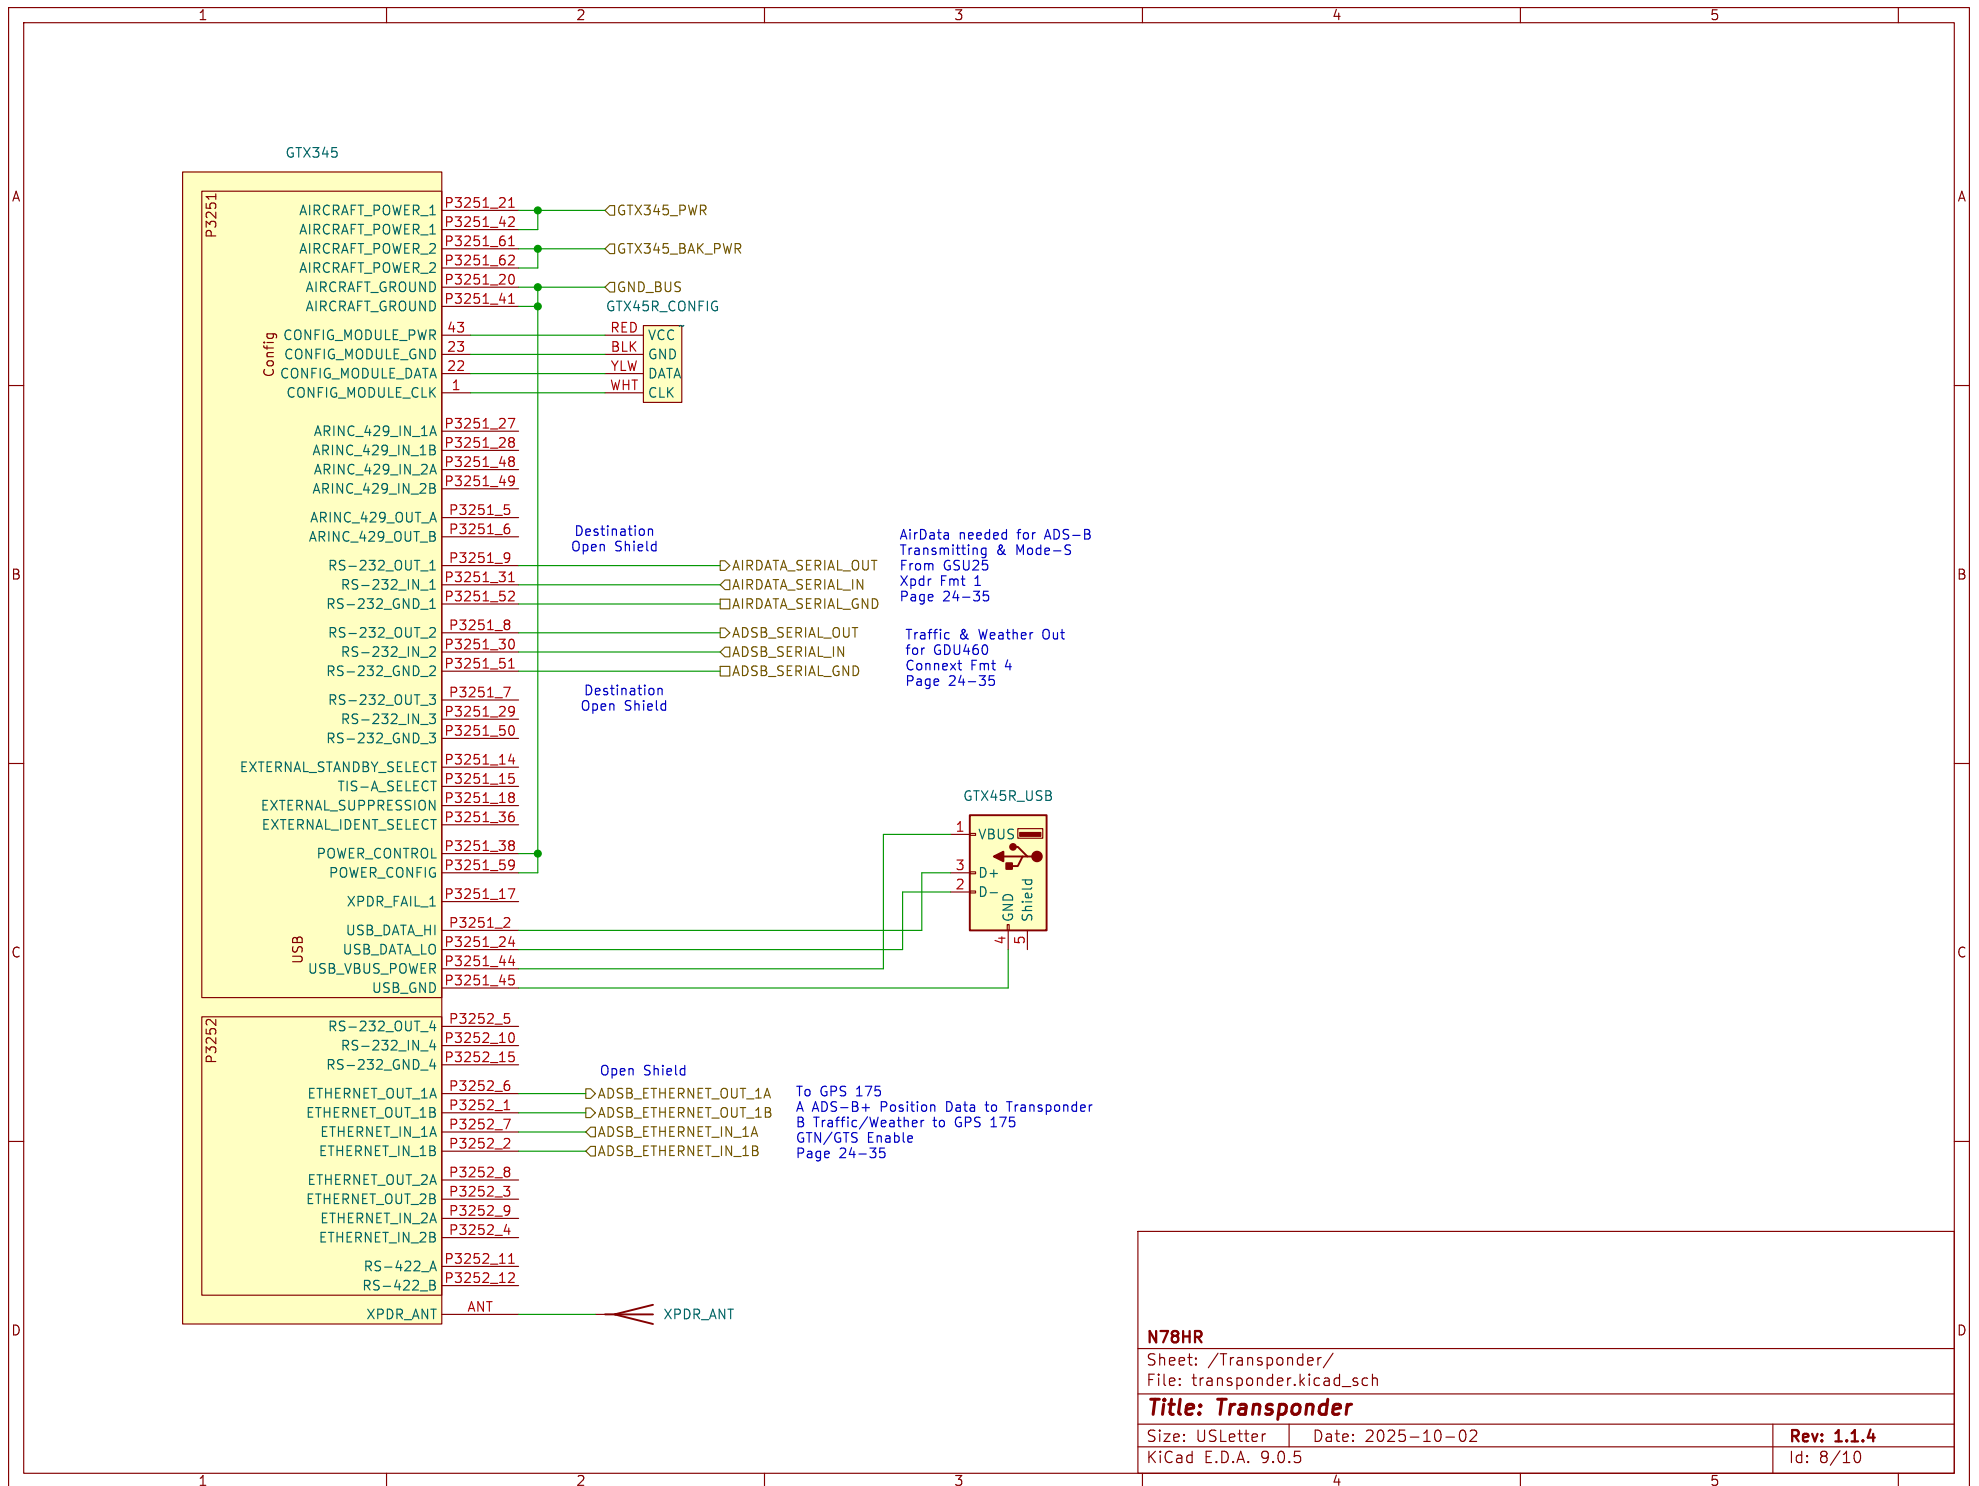 1 2 3 4 5
A A
B B
C C
D D
GTX345
P3251
AIRCRAFT_POWER_1 P3251_21 GTX345_PWR
AIRCRAFT_POWER_1 P3251_42
AIRCRAFT_POWER_2 P3251_61 GTX345_BAK_PWR
AIRCRAFT_POWER_2 P3251_62
AIRCRAFT_GROUND P3251_20 GND_BUS
AIRCRAFT_GROUND P3251_41
GTX45R_CONFIG
Config
CONFIG_MODULE_PWR 43 RED VCC
CONFIG_MODULE_GND 23 BLK GND
CONFIG_MODULE_DATA 22 YLW DATA
CONFIG_MODULE_CLK 1 WHT CLK
ARINC_429_IN_1A P3251_27
ARINC_429_IN_1B P3251_28
ARINC_429_IN_2A P3251_48
ARINC_429_IN_2B P3251_49
ARINC_429_OUT_A P3251_5
ARINC_429_OUT_B P3251_6
Destination
Open Shield
RS-232_OUT_1 P3251_9 AIRDATA_SERIAL_OUT
RS-232_IN_1 P3251_31 AIRDATA_SERIAL_IN
RS-232_GND_1 P3251_52 AIRDATA_SERIAL_GND
AirData needed for ADS-B
Transmitting & Mode-S
From GSU25
Xpdr Fmt 1
Page 24-35
RS-232_OUT_2 P3251_8 ADSB_SERIAL_OUT
RS-232_IN_2 P3251_30 ADSB_SERIAL_IN
RS-232_GND_2 P3251_51 ADSB_SERIAL_GND
Traffic & Weather Out
for GDU460
Connext Fmt 4
Page 24-35
Destination
Open Shield
RS-232_OUT_3 P3251_7
RS-232_IN_3 P3251_29
RS-232_GND_3 P3251_50
EXTERNAL_STANDBY_SELECT P3251_14
TIS-A_SELECT P3251_15
EXTERNAL_SUPPRESSION P3251_18
EXTERNAL_IDENT_SELECT P3251_36
POWER_CONTROL P3251_38
POWER_CONFIG P3251_59
XPDR_FAIL_1 P3251_17
USB
USB_DATA_HI P3251_2
USB_DATA_LO P3251_24
USB_VBUS_POWER P3251_44
USB_GND P3251_45
GTX45R_USB
1 VBUS
3 D+
2 D-
GND Shield
4 5
P3252
RS-232_OUT_4 P3252_5
RS-232_IN_4 P3252_10
RS-232_GND_4 P3252_15
Open Shield
ETHERNET_OUT_1A P3252_6 ADSB_ETHERNET_OUT_1A
ETHERNET_OUT_1B P3252_1 ADSB_ETHERNET_OUT_1B
ETHERNET_IN_1A P3252_7 ADSB_ETHERNET_IN_1A
ETHERNET_IN_1B P3252_2 ADSB_ETHERNET_IN_1B
To GPS 175
A ADS-B+ Position Data to Transponder
B Traffic/Weather to GPS 175
GTN/GTS Enable
Page 24-35
ETHERNET_OUT_2A P3252_8
ETHERNET_OUT_2B P3252_3
ETHERNET_IN_2A P3252_9
ETHERNET_IN_2B P3252_4
RS-422_A P3252_11
RS-422_B P3252_12
XPDR_ANT ANT XPDR_ANT
N78HR
Sheet: /Transponder/
File: transponder.kicad_sch
Title: Transponder
Size: USLetter Date: 2025-10-02 Rev: 1.1.4
KiCad E.D.A. 9.0.5 Id: 8/10
1 2 3 4 5